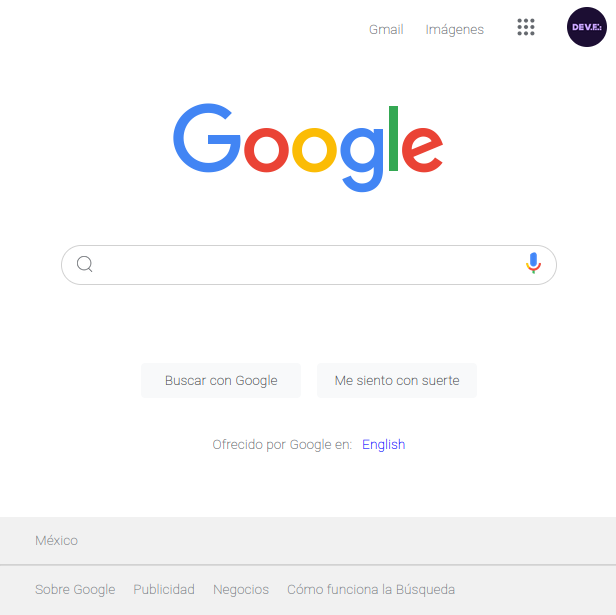 Gmail Imágenes DEV.F.:
Google
Buscar con Google Me siento con suerte
Ofrecido por Google en: English
México
Sobre Google Publicidad Negocios Cómo funciona la Búsqueda